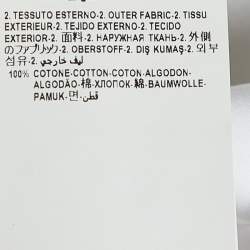 2. TESSUTO ESTERNO-2. OUTER FABRIC-2. TISSU
EXTERIEUR-2. TEJIDO EXTERNO-2. TECIDO
EXTERIOR-2. 面料-2. НАРУЖНАЯ ТКАНЬ-2. 外側
のファブリック-2. OBERSTOFF-2. DIŞ KUMAŞ-2. 외부
섬유-2. ليف خارجي
100% COTONE-COTTON-COTON-ALGODON-
ALGODÃO-棉-ХЛОПОК-綿-BAUMWOLLE-
PAMUK-면-قطن